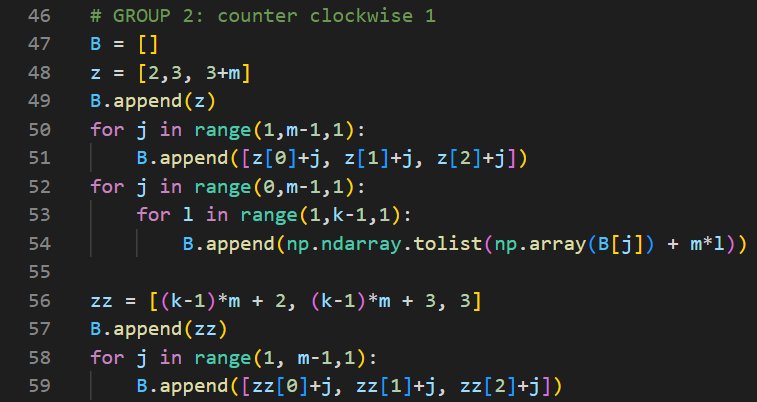 46 # GROUP 2: counter clockwise 1
47 B = []
48 z = [2,3, 3+m]
49 B.append(z)
50 for j in range(1,m-1,1):
51     B.append([z[0]+j, z[1]+j, z[2]+j])
52 for j in range(0,m-1,1):
53     for l in range(1,k-1,1):
54         B.append(np.ndarray.tolist(np.array(B[j]) + m*l))
55
56 zz = [(k-1)*m + 2, (k-1)*m + 3, 3]
57 B.append(zz)
58 for j in range(1, m-1,1):
59     B.append([zz[0]+j, zz[1]+j, zz[2]+j])